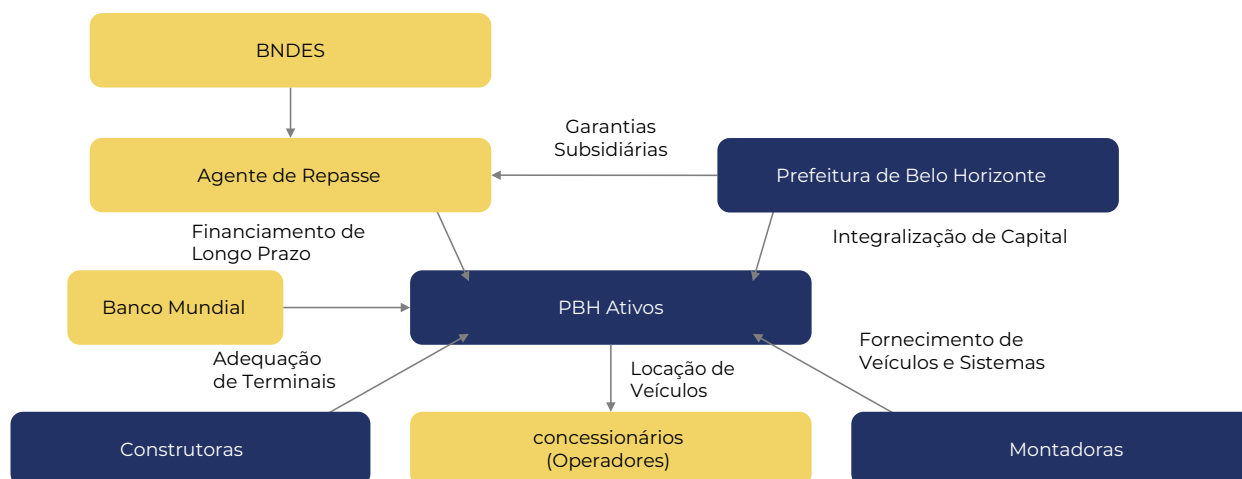 BNDES
Garantias
Subsidiárias
Agente de Repasse
Prefeitura de Belo Horizonte
Financiamento de
Longo Prazo
Integralização de Capital
Banco Mundial
PBH Ativos
Adequação
de Terminais
Locação de
Veículos
Fornecimento de
Veículos e Sistemas
Construtoras
concessionários
(Operadores)
Montadoras